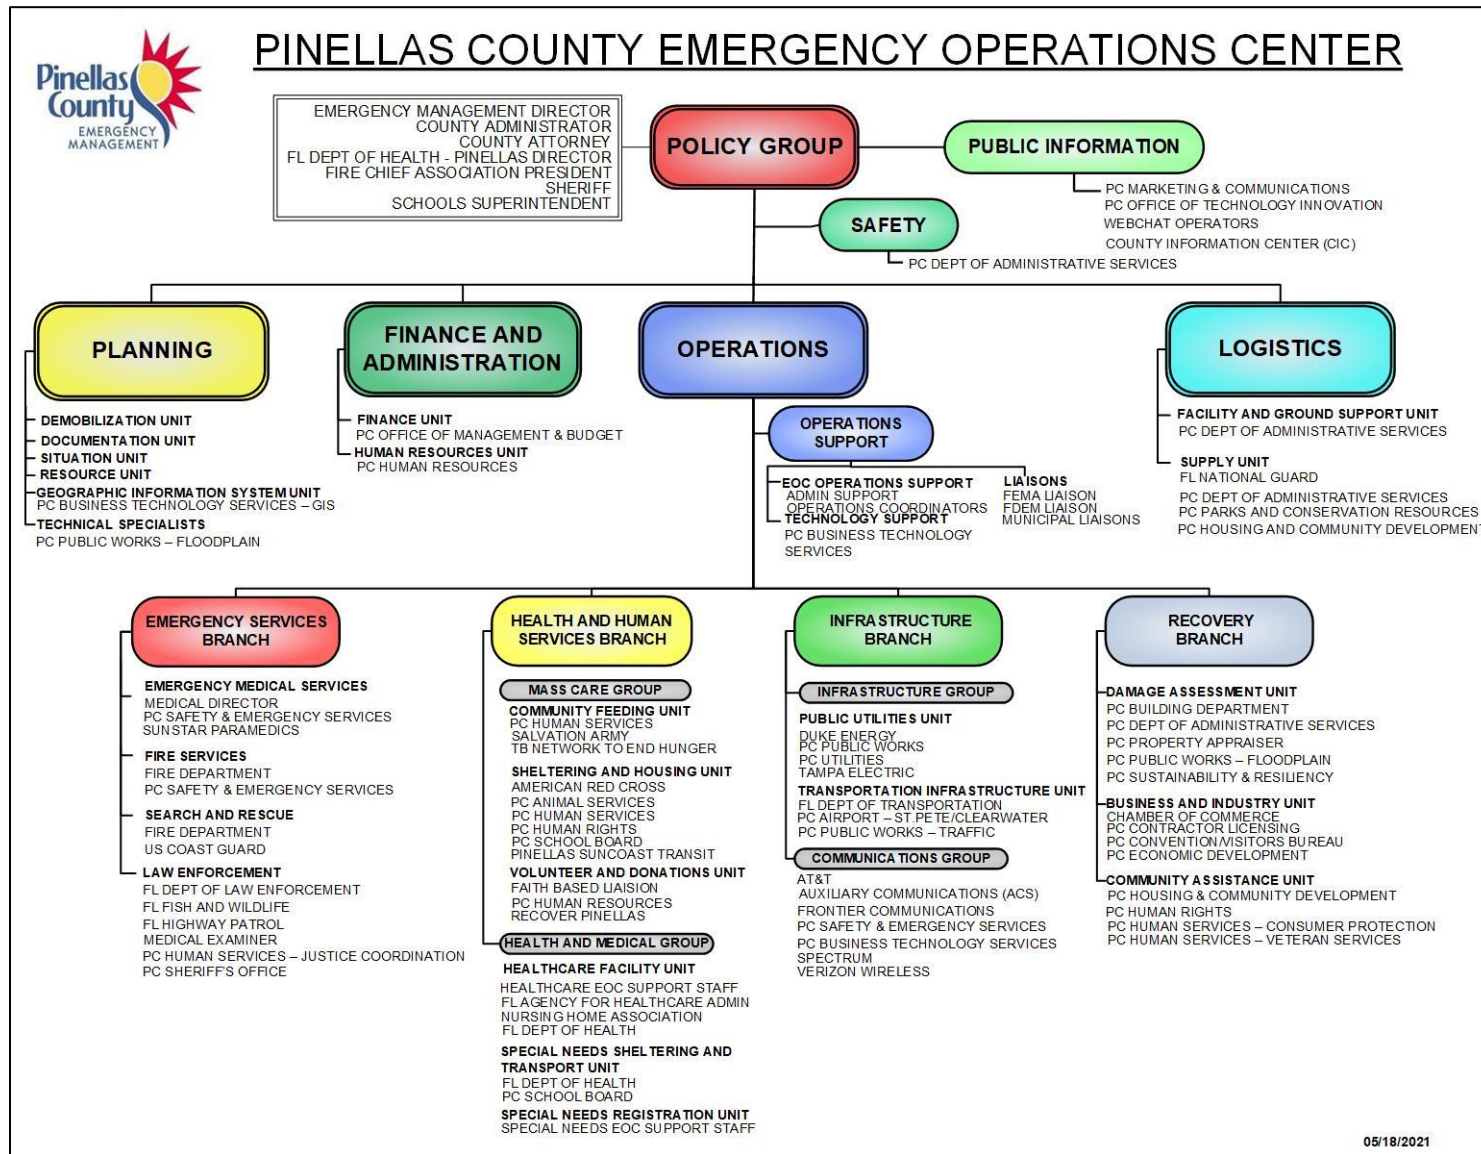 Pinellas
County
EMERGENCY
MANAGEMENT
PINELLAS COUNTY EMERGENCY OPERATIONS CENTER
EMERGENCY MANAGEMENT DIRECTOR
COUNTY ADMINISTRATOR
COUNTY ATTORNEY
FL DEPT OF HEALTH - PINELLAS DIRECTOR
FIRE CHIEF ASSOCIATION PRESIDENT
SHERIFF
SCHOOLS SUPERINTENDENT
POLICY GROUP
PUBLIC INFORMATION
PC MARKETING & COMMUNICATIONS
PC OFFICE OF TECHNOLOGY INNOVATION
WEBCHAT OPERATORS
COUNTY INFORMATION CENTER (CIC)
SAFETY
PC DEPT OF ADMINISTRATIVE SERVICES
PLANNING
DEMOBILIZATION UNIT
DOCUMENTATION UNIT
SITUATION UNIT
RESOURCE UNIT
GEOGRAPHIC INFORMATION SYSTEM UNIT
PC BUSINESS TECHNOLOGY SERVICES – GIS
TECHNICAL SPECIALISTS
PC PUBLIC WORKS – FLOODPLAIN
FINANCE AND
ADMINISTRATION
FINANCE UNIT
PC OFFICE OF MANAGEMENT & BUDGET
HUMAN RESOURCES UNIT
PC HUMAN RESOURCES
OPERATIONS
OPERATIONS
SUPPORT
EOC OPERATIONS SUPPORT
ADMIN SUPPORT
OPERATIONS COORDINATORS
TECHNOLOGY SUPPORT
PC BUSINESS TECHNOLOGY
SERVICES
LIAISONS
FEMA LIAISON
FDEM LIAISON
MUNICIPAL LIAISONS
LOGISTICS
FACILITY AND GROUND SUPPORT UNIT
PC DEPT OF ADMINISTRATIVE SERVICES
SUPPLY UNIT
FL NATIONAL GUARD
PC DEPT OF ADMINISTRATIVE SERVICES
PC PARKS AND CONSERVATION RESOURCES
PC HOUSING AND COMMUNITY DEVELOPMENT
EMERGENCY SERVICES
BRANCH
EMERGENCY MEDICAL SERVICES
MEDICAL DIRECTOR
PC SAFETY & EMERGENCY SERVICES
SUNSTAR PARAMEDICS
FIRE SERVICES
FIRE DEPARTMENT
PC SAFETY & EMERGENCY SERVICES
SEARCH AND RESCUE
FIRE DEPARTMENT
US COAST GUARD
LAW ENFORCEMENT
FL DEPT OF LAW ENFORCEMENT
FL FISH AND WILDLIFE
FL HIGHWAY PATROL
MEDICAL EXAMINER
PC HUMAN SERVICES – JUSTICE COORDINATION
PC SHERIFF'S OFFICE
HEALTH AND HUMAN
SERVICES BRANCH
MASS CARE GROUP
COMMUNITY FEEDING UNIT
PC HUMAN SERVICES
SALVATION ARMY
TB NETWORK TO END HUNGER
SHELTERING AND HOUSING UNIT
AMERICAN RED CROSS
PC ANIMAL SERVICES
PC HUMAN SERVICES
PC HUMAN RIGHTS
PC SCHOOL BOARD
PINELLAS SUNCOAST TRANSIT
VOLUNTEER AND DONATIONS UNIT
FAITH BASED LIAISION
PC HUMAN RESOURCES
RECOVER PINELLAS
HEALTH AND MEDICAL GROUP
HEALTHCARE FACILITY UNIT
HEALTHCARE EOC SUPPORT STAFF
FL AGENCY FOR HEALTHCARE ADMIN
NURSING HOME ASSOCIATION
FL DEPT OF HEALTH
SPECIAL NEEDS SHELTERING AND
TRANSPORT UNIT
FL DEPT OF HEALTH
PC SCHOOL BOARD
SPECIAL NEEDS REGISTRATION UNIT
SPECIAL NEEDS EOC SUPPORT STAFF
INFRASTRUCTURE
BRANCH
INFRASTRUCTURE GROUP
PUBLIC UTILITIES UNIT
DUKE ENERGY
PC PUBLIC WORKS
PC UTILITIES
TAMPA ELECTRIC
TRANSPORTATION INFRASTRUCTURE UNIT
FL DEPT OF TRANSPORTATION
PC AIRPORT – ST.PETE/CLEARWATER
PC PUBLIC WORKS – TRAFFIC
COMMUNICATIONS GROUP
AT&T
AUXILIARY COMMUNICATIONS (ACS)
FRONTIER COMMUNICATIONS
PC SAFETY & EMERGENCY SERVICES
PC BUSINESS TECHNOLOGY SERVICES
SPECTRUM
VERIZON WIRELESS
RECOVERY
BRANCH
DAMAGE ASSESSMENT UNIT
PC BUILDING DEPARTMENT
PC DEPT OF ADMINISTRATIVE SERVICES
PC PROPERTY APPRAISER
PC PUBLIC WORKS – FLOODPLAIN
PC SUSTAINABILITY & RESILIENCY
BUSINESS AND INDUSTRY UNIT
CHAMBER OF COMMERCE
PC CONTRACTOR LICENSING
PC CONVENTION/VISITORS BUREAU
PC ECONOMIC DEVELOPMENT
COMMUNITY ASSISTANCE UNIT
PC HOUSING & COMMUNITY DEVELOPMENT
PC HUMAN RIGHTS
PC HUMAN SERVICES – CONSUMER PROTECTION
PC HUMAN SERVICES – VETERAN SERVICES
05/18/2021